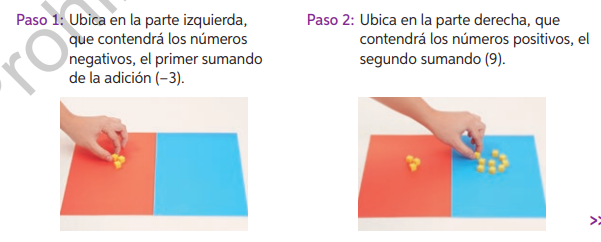 Paso 1: Ubica en la parte izquierda,
que contendrá los números
negativos, el primer sumando
de la adición (–3).
Paso 2: Ubica en la parte derecha, que
contendrá los números positivos, el
segundo sumando (9).
>>